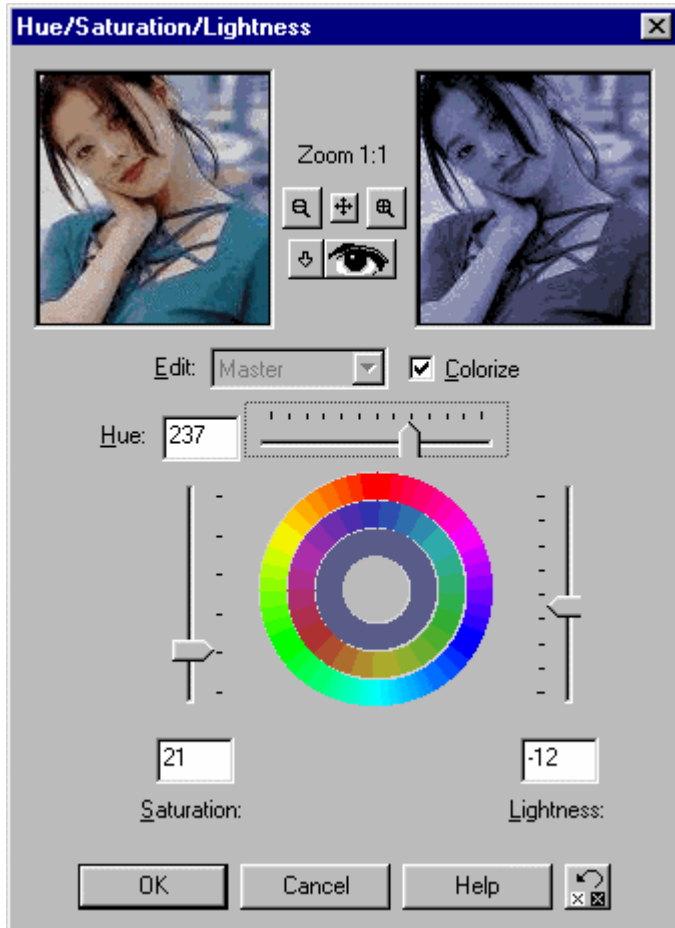 Hue/Saturation/Lightness
Zoom 1:1
Edit: Master Colorize
Hue: 237
21 -12
Saturation: Lightness:
OK Cancel Help